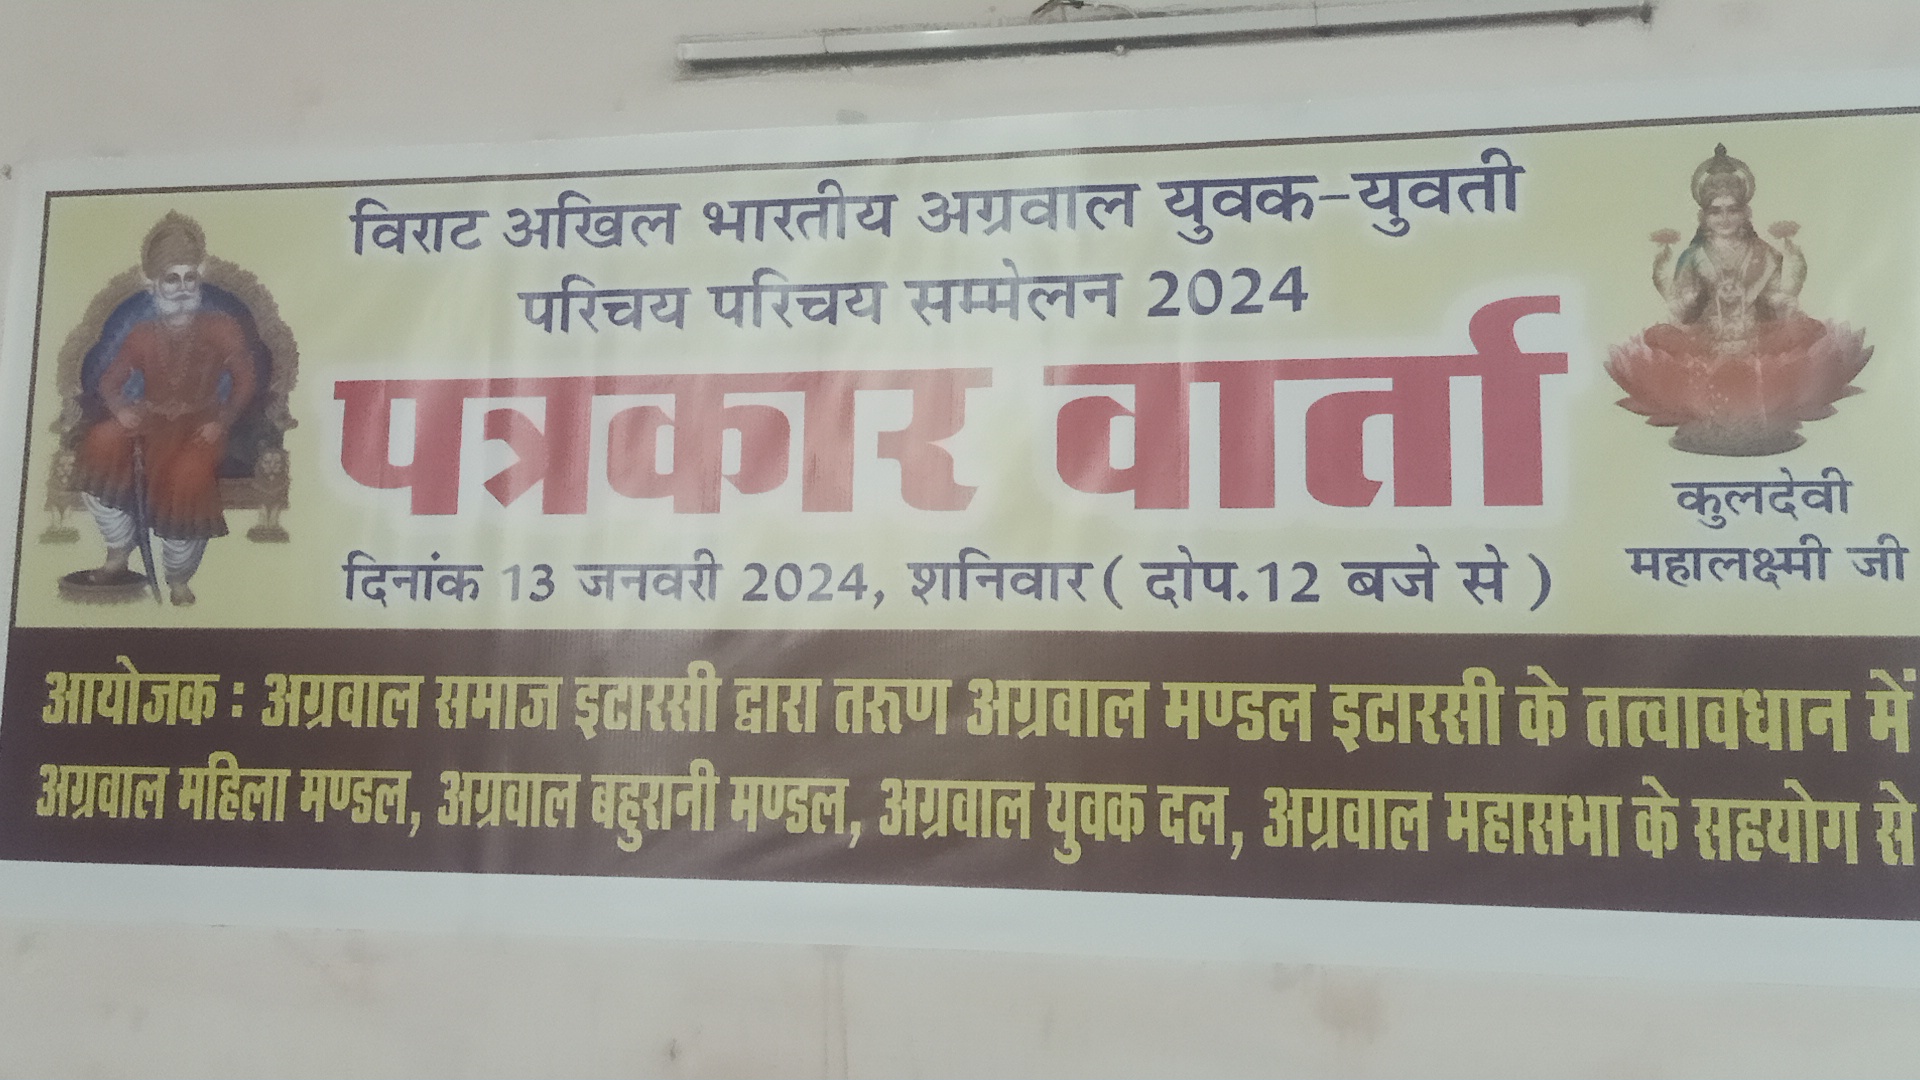 विराट अखिल भारतीय अग्रवाल युवक-युवती
परिचय परिचय सम्मेलन 2024
पत्रकार वार्ता
दिनांक 13 जनवरी 2024, शनिवार ( दोप.12 बजे से )
कुलदेवी
महालक्ष्मी जी
आयोजक : अग्रवाल समाज इटारसी द्वारा तरूण अग्रवाल मण्डल इटारसी के तत्वावधान में
अग्रवाल महिला मण्डल, अग्रवाल बहुरानी मण्डल, अग्रवाल युवक दल, अग्रवाल महासभा के सहयोग से